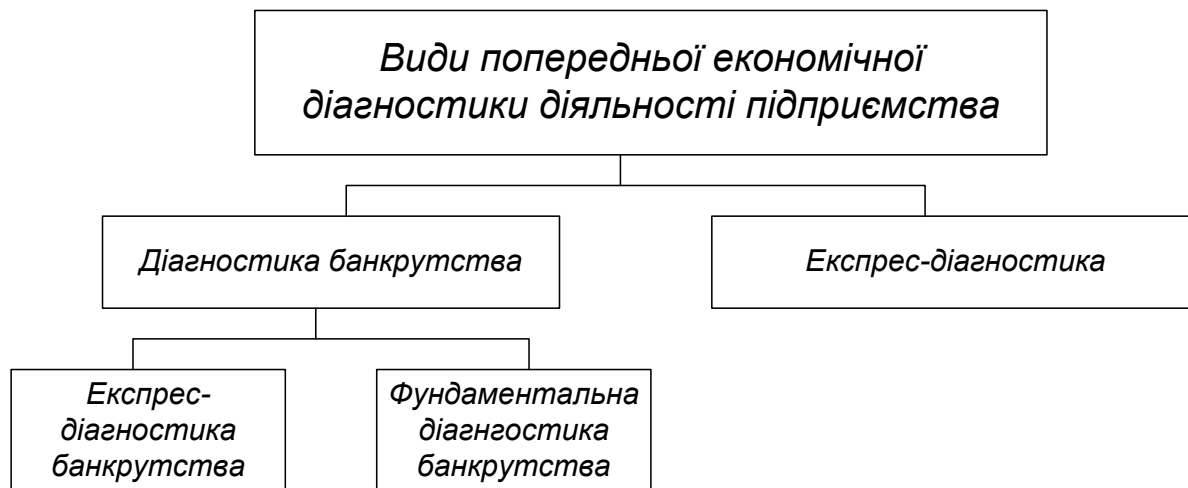 Види попередньої економічної
діагностики діяльності підприємства
Діагностика банкрутства
Експрес-діагностика
Експрес-
діагностика
банкрутства
Фундаментальна
діагнгостика
банкрутства